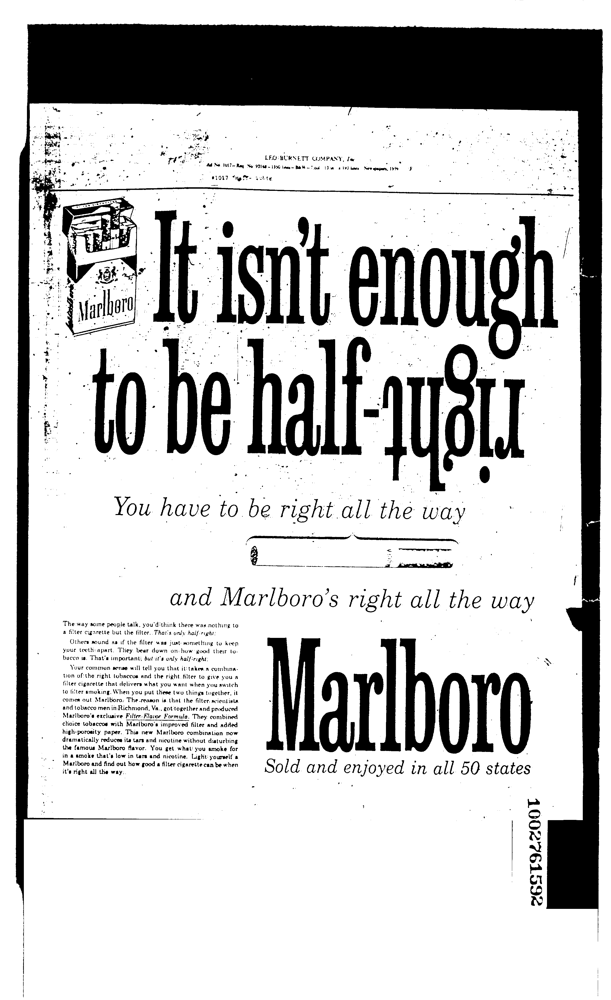 LEO BURNETT COMPANY, Inc
Marlboro
It isn't enough
to be half-right
You have to be right all the way
and Marlboro's right all the way
The way some people talk, you'd think there was nothing to
a filter cigarette but the filter. That's only half-right.
Others sound as if the filter was just something to keep
your teeth apart. They bear down on how good their to-
bacco is. That's important; but it's only half-right.
Your common sense will tell you that it takes a combina-
tion of the right tobaccos and the right filter to give you a
filter cigarette that delivers what you want when you switch
to filter smoking. When you put these two things together, it
comes out Marlboro. The reason is that the filter scientists
and tobacco men in Richmond, Va., got together and produced
Marlboro's exclusive Filter Flavor Formula. They combined
choice tobaccos with Marlboro's improved filter and added
high-porosity paper. This new Marlboro combination now
dramatically reduces its tars and nicotine without disturbing
the famous Marlboro flavor. You get what you smoke for
in a smoke that's low in tars and nicotine. Light yourself a
Marlboro and find out how good a filter cigarette can be when
it's right all the way.
Marlboro
Sold and enjoyed in all 50 states
1002761592